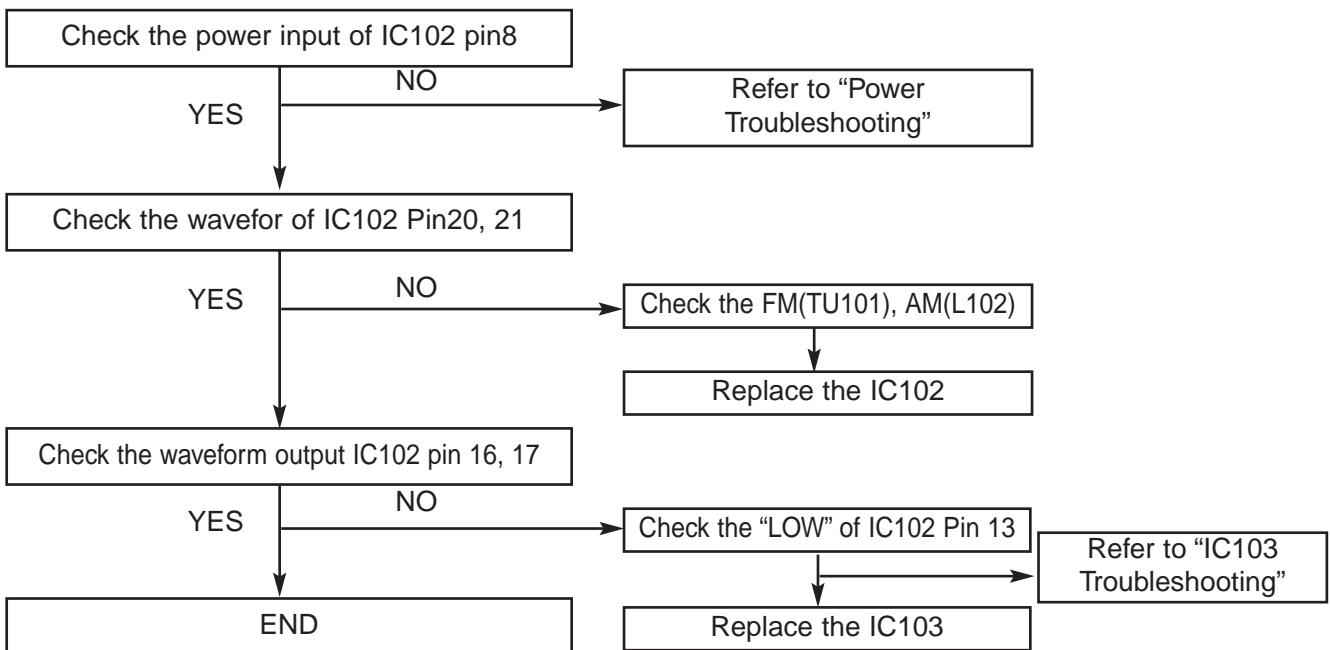 Check the power input of IC102 pin8
NO
YES
Refer to “Power
Troubleshooting”
Check the wavefor of IC102 Pin20, 21
YES
NO
Check the FM(TU101), AM(L102)
Replace the IC102
Check the waveform output IC102 pin 16, 17
YES
NO
Check the “LOW” of IC102 Pin 13
Refer to “IC103
Troubleshooting”
END
Replace the IC103